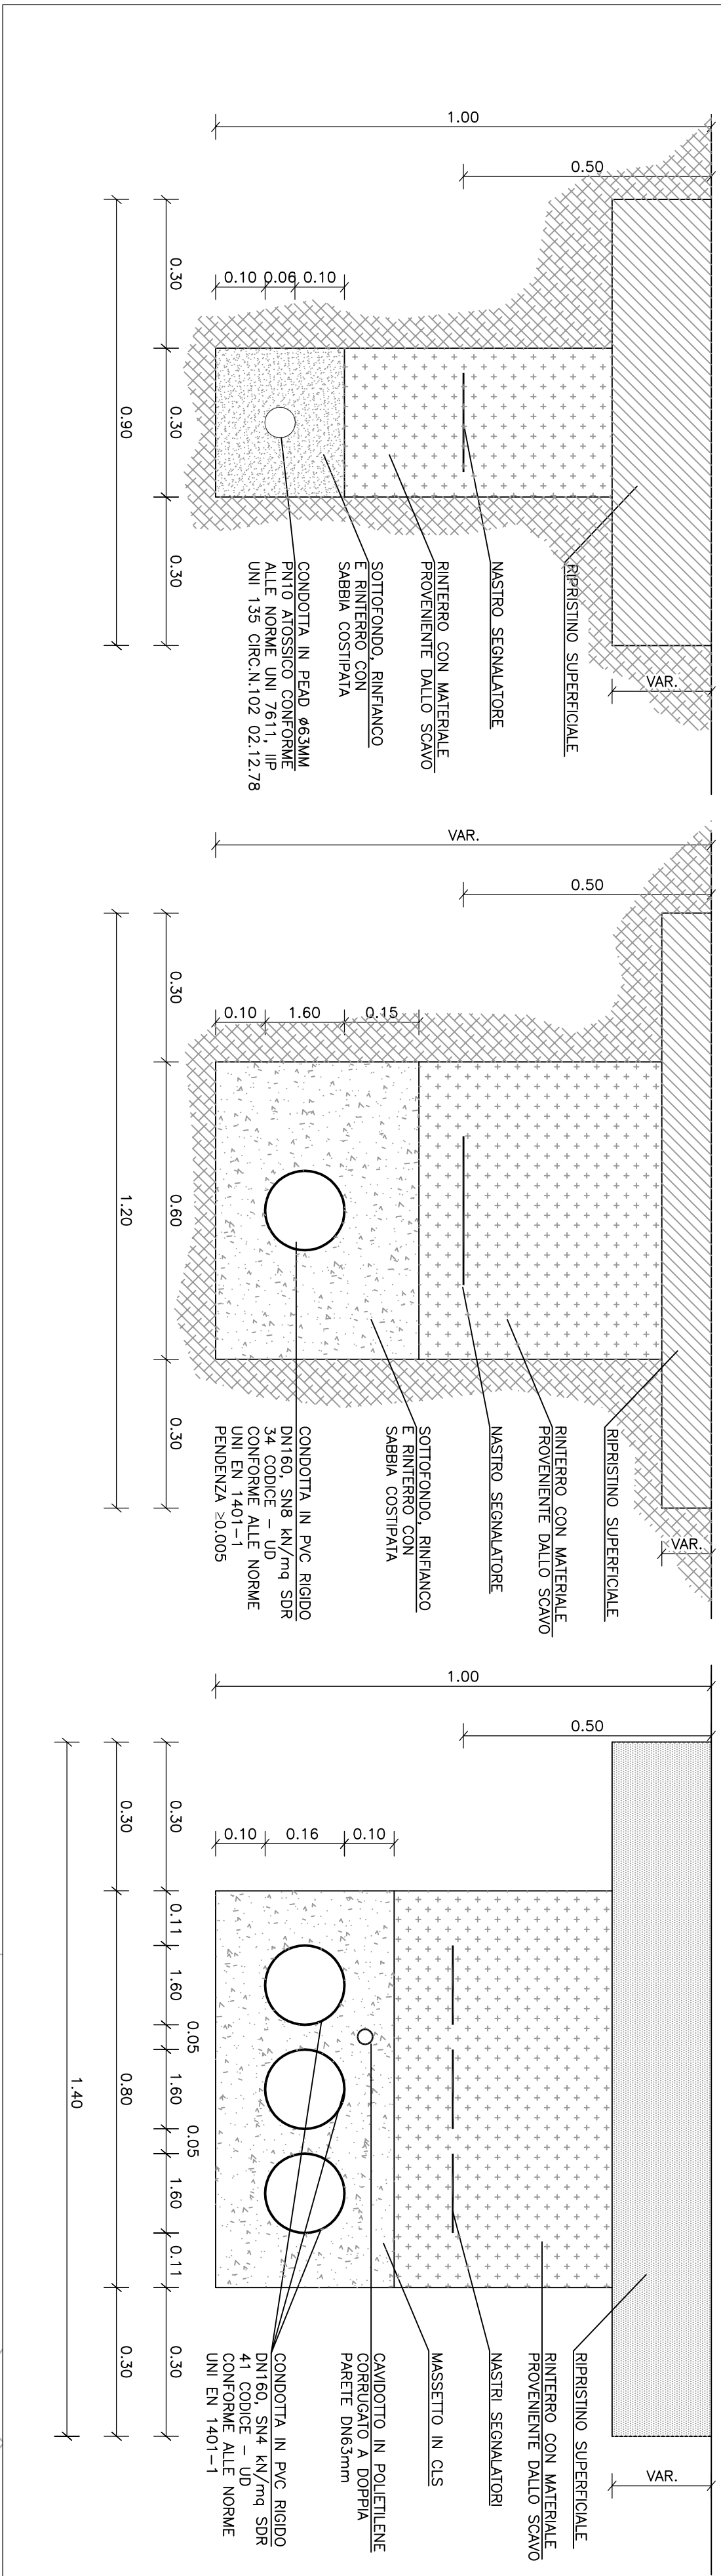 1.00
0.50
0.30
0.30
0.30
0.90
0.10
0.06
0.10
VAR.
RIPRISTINO SUPERFICIALE
NASTRO SEGNALATORE
RINTERRO CON MATERIALE
PROVENIENTE DALLO SCAVO
SOTTOFONDO, RINFIANCO
E RINTERRO CON
SABBIA COSTIPATA
CONDOTTA IN PEAD ø63MM
PN10 ATOSSICO CONFORME
ALLE NORME UNI 7611, IIP
UNI 135 CIRC.N.102 02.12.78
VAR.
0.50
0.30
0.60
0.30
1.20
0.10
1.60
0.15
VAR.
RIPRISTINO SUPERFICIALE
RINTERRO CON MATERIALE
PROVENIENTE DALLO SCAVO
NASTRO SEGNALATORE
SOTTOFONDO, RINFIANCO
E RINTERRO CON
SABBIA COSTIPATA
CONDOTTA IN PVC RIGIDO
DN160, SN8 kN/mq SDR
34 CODICE - UD
CONFORME ALLE NORME
UNI EN 1401-1
PENDENZA ≥0.005
1.00
0.50
0.10
0.16
0.10
0.30
0.11
1.60
0.05
1.60
0.05
1.60
0.11
0.30
0.30
0.80
0.30
1.40
VAR.
RIPRISTINO SUPERFICIALE
RINTERRO CON MATERIALE
PROVENIENTE DALLO SCAVO
NASTRI SEGNALATORI
MASSETTO IN CLS
CAVIDOTTO IN POLIETILENE
CORRUGATO A DOPPIA
PARETE DN63mm
CONDOTTA IN PVC RIGIDO
DN160, SN4 kN/mq SDR
41 CODICE - UD
CONFORME ALLE NORME
UNI EN 1401-1